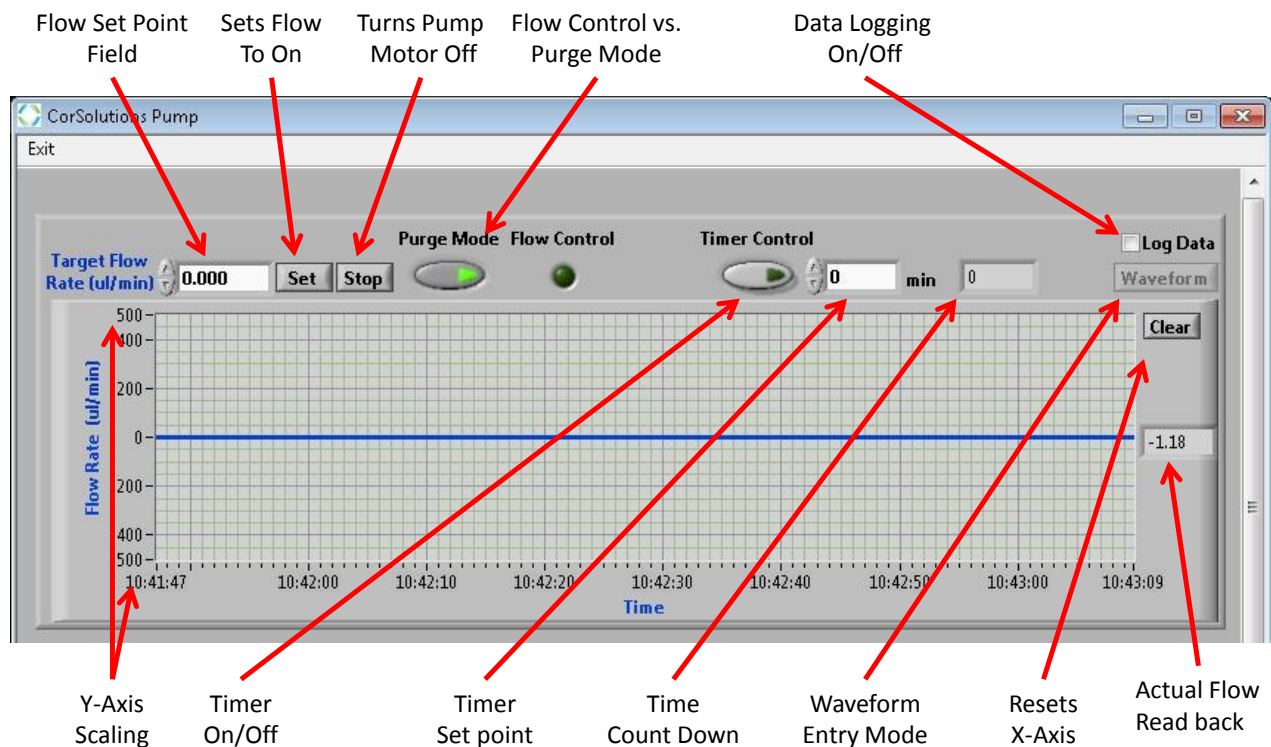 Flow Set Point
Field
Sets Flow
To On
Turns Pump
Motor Off
Flow Control vs.
Purge Mode
Data Logging
On/Off
CorSolutions Pump
Exit
Target Flow
Rate (ul/min)
0.000
Set
Stop
Purge Mode
Flow Control
Timer Control
0
min
0
Log Data
Waveform
Clear
Flow Rate (ul/min)
500
400
200
0
200
400
500
-1.18
10:41:47
10:42:00
10:42:10
10:42:20
10:42:30
10:42:40
10:42:50
10:43:00
10:43:09
Time
Y-Axis
Scaling
Timer
On/Off
Timer
Set point
Time
Count Down
Waveform
Entry Mode
Resets
X-Axis
Actual Flow
Read back